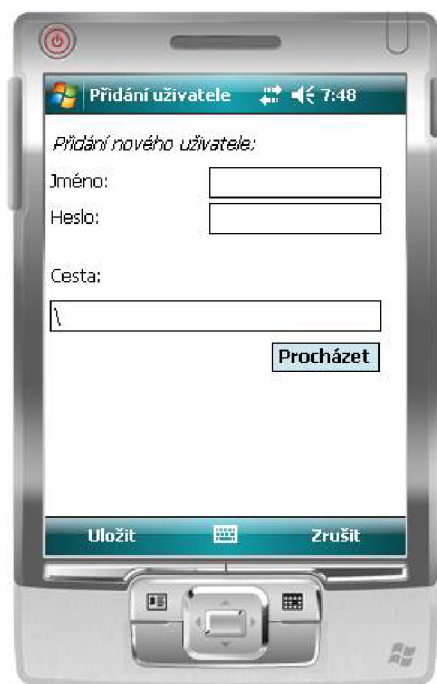 Přidání uživatele 7:48
Přidání nového uživatele:
Jméno:
Heslo:
Cesta:
\
Procházet
Uložit Zrušit